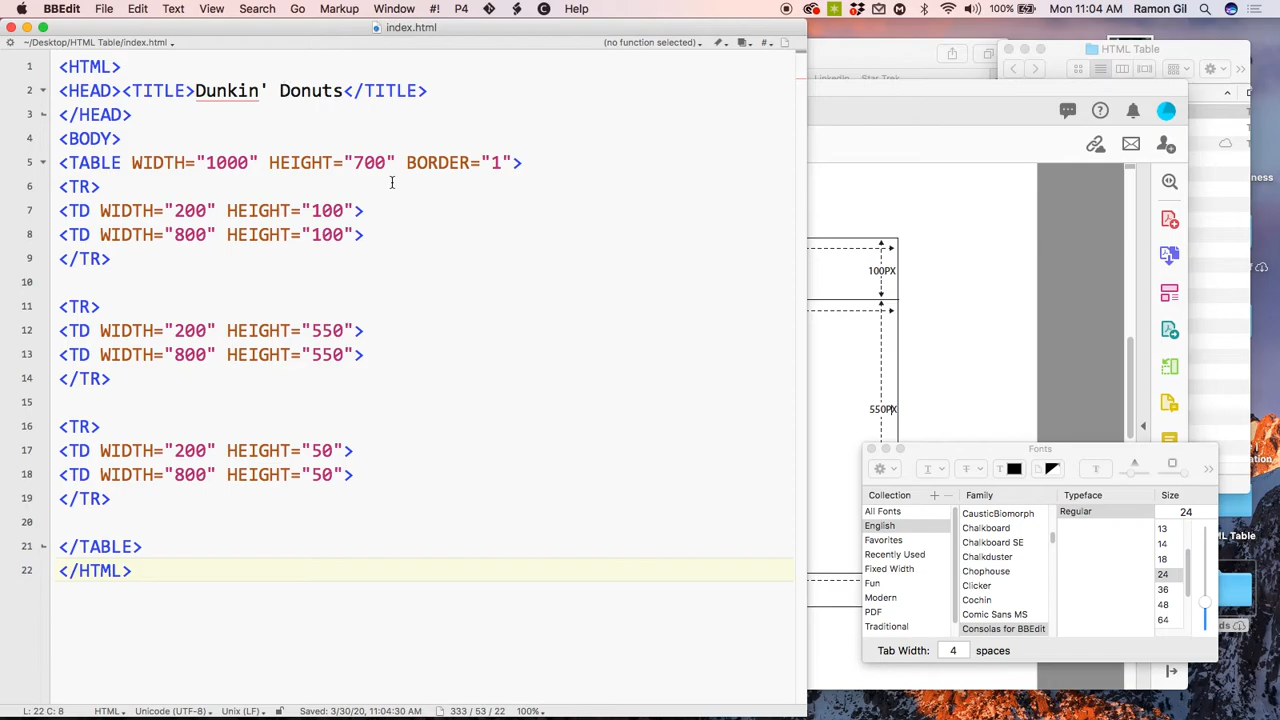 BBEdit File Edit Text View Search Go Markup Window #! P4 Help 100% Mon 11:04 AM Ramon Gil
index.html
~/Desktop/HTML Table/index.html
(no function selected)
1 <HTML>
2 <HEAD><TITLE>Dunkin' Donuts</TITLE>
3 </HEAD>
4 <BODY>
5 <TABLE WIDTH="1000" HEIGHT="700" BORDER="1">
6 <TR>
7 <TD WIDTH="200" HEIGHT="100">
8 <TD WIDTH="800" HEIGHT="100">
9 </TR>
10
11 <TR>
12 <TD WIDTH="200" HEIGHT="550">
13 <TD WIDTH="800" HEIGHT="550">
14 </TR>
15
16 <TR>
17 <TD WIDTH="200" HEIGHT="50">
18 <TD WIDTH="800" HEIGHT="50">
19 </TR>
20
21 </TABLE>
22 </HTML>
L: 22 C: 8 HTML Unicode (UTF-8) Unix (LF) Saved: 3/30/20, 11:04:30 AM 333 / 53 / 22 100%
HTML Table
LinkedIn Star Trek
100PX
550PX
Fonts
Collection Family Typeface Size
All Fonts
English
Favorites
Recently Used
Fixed Width
Fun
Modern
PDF
Traditional
CausticBiomorph
Chalkboard
Chalkboard SE
Chalkduster
Chophouse
Clicker
Cochin
Comic Sans MS
Consolas for BBEdit
Regular
24
13
14
18
24
36
48
64
Tab Width: 4 spaces
HTML Table